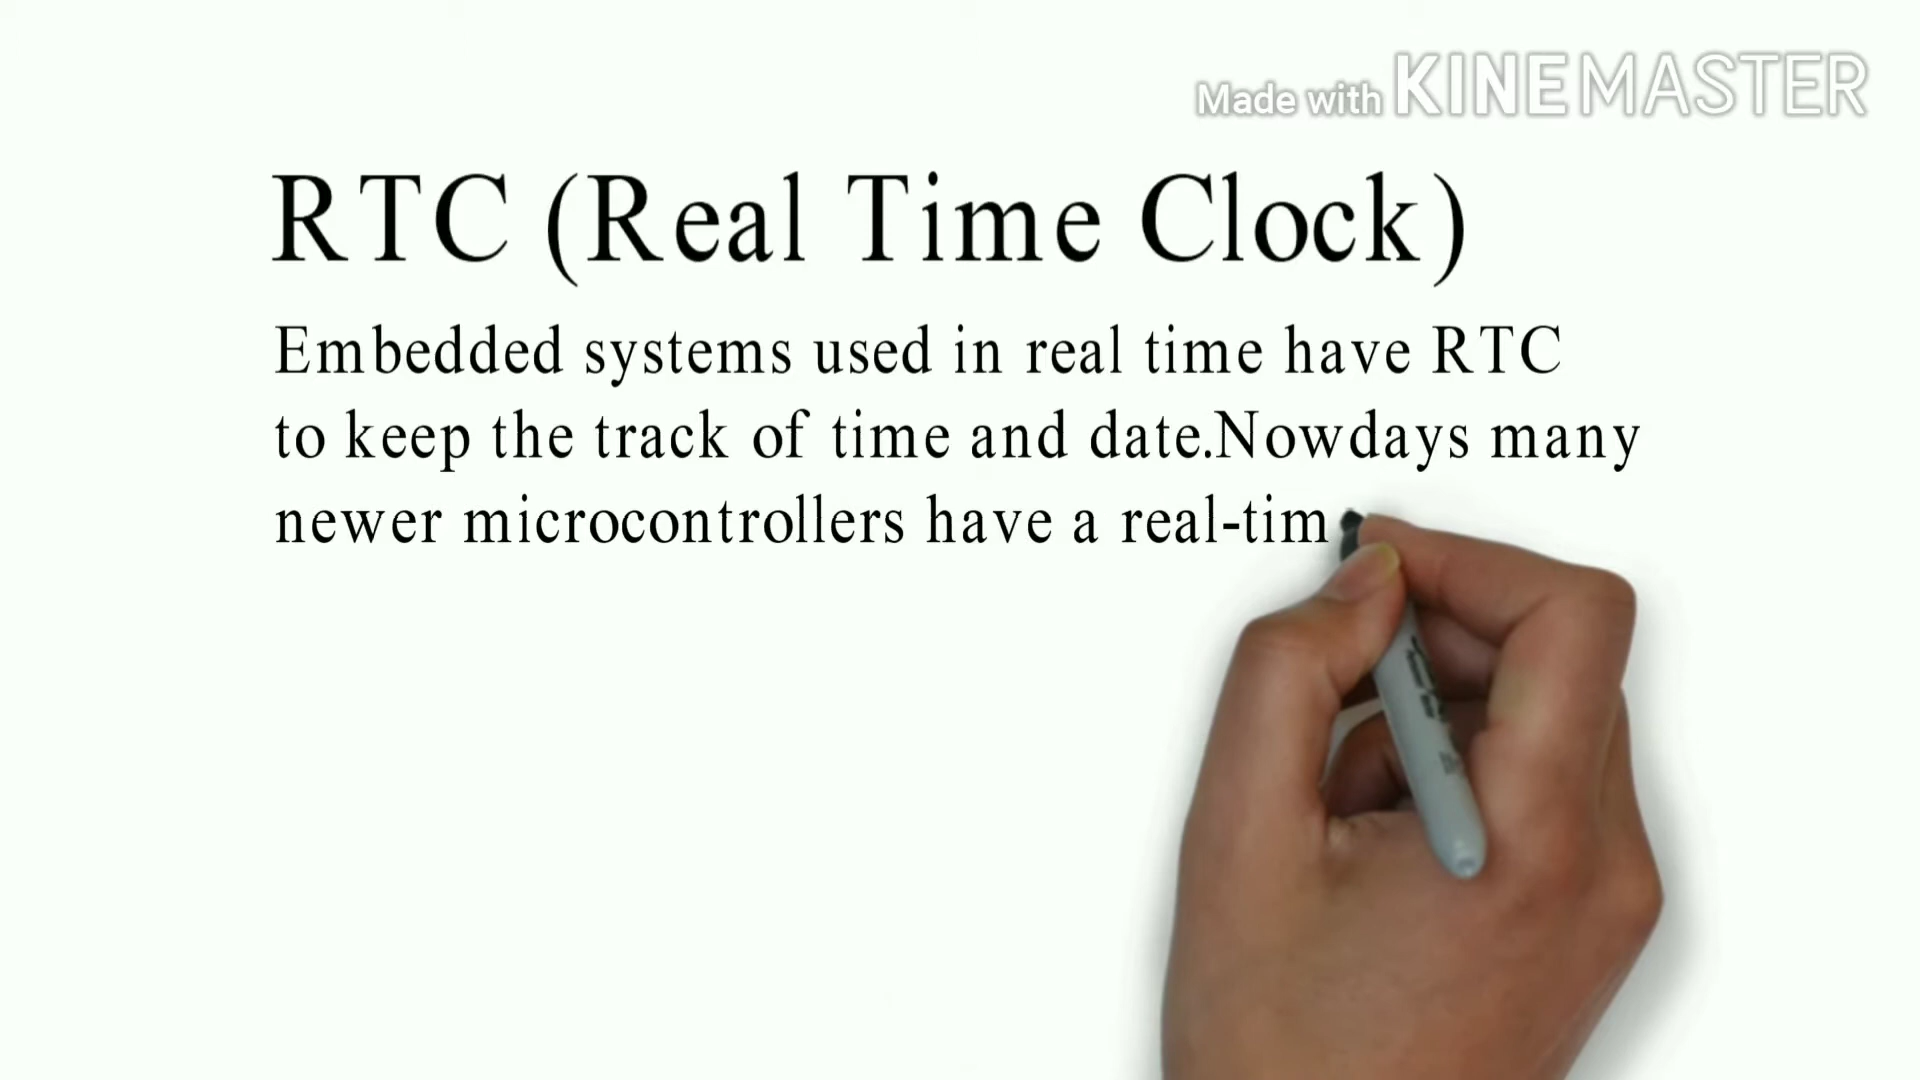 Made with KINEMASTER
RTC (Real Time Clock)
Embedded systems used in real time have RTC
to keep the track of time and date.Nowdays many
newer microcontrollers have a real-tim